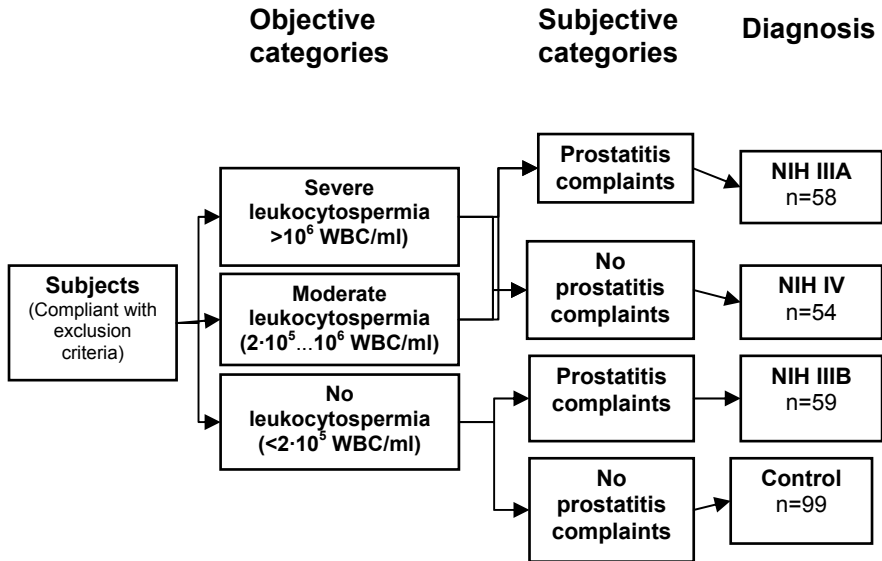 Objective
categories
Subjective
categories
Diagnosis
Subjects
(Compliant with
exclusion
criteria)
Severe
leukocytospermia
>10⁶ WBC/ml)
Moderate
leukocytospermia
(2·10⁵...10⁶ WBC/ml)
No
leukocytospermia
(<2·10⁵ WBC/ml)
Prostatitis
complaints
No
prostatitis
complaints
Prostatitis
complaints
No
prostatitis
complaints
NIH IIIA
n=58
NIH IV
n=54
NIH IIIB
n=59
Control
n=99